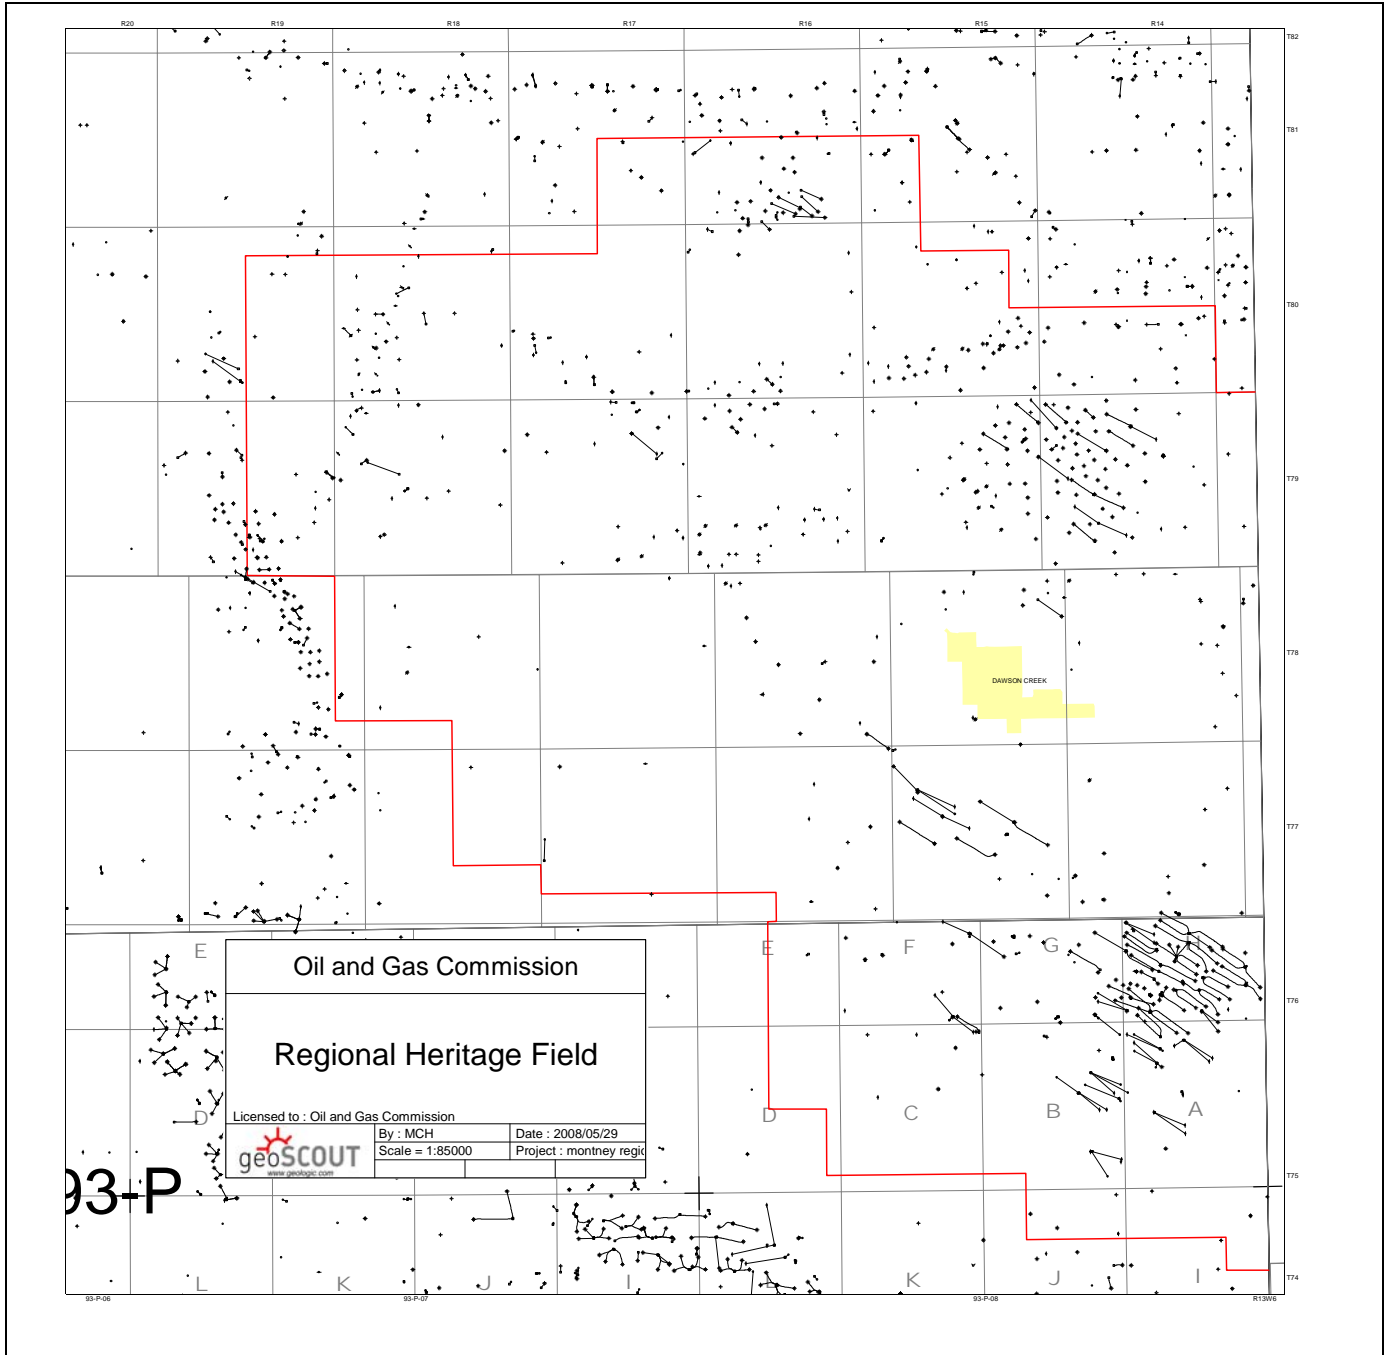 R20 R19 R18 R17 R16 R15 R14
T82
T81
T80
T79
T78
DAWSON CREEK
T77
E E F G H
Oil and Gas Commission
T76
Regional Heritage Field
D D C B A
Licensed to : Oil and Gas Commission
By : MCH Date : 2008/05/29
Scale = 1:85000 Project : montney regic
geoSCOUT
www.geologic.com
T75
93-P
L K J I L K J I
T74
93-P-06 93-P-07 93-P-08 R13W6